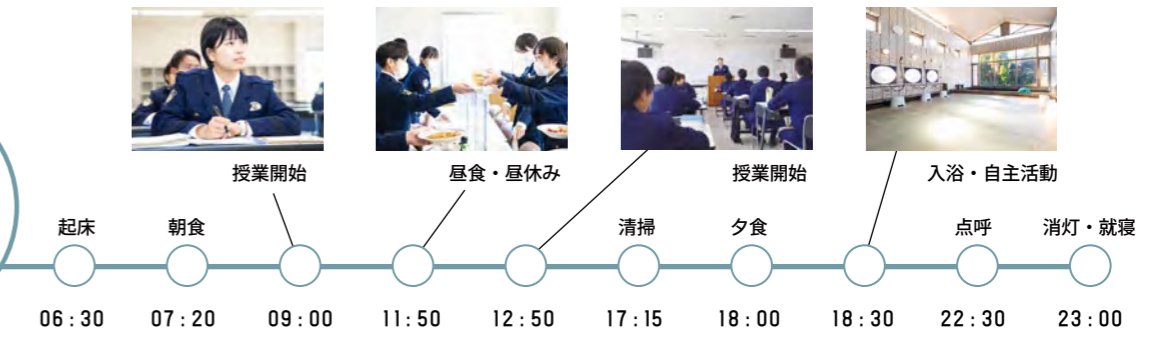 授業開始
昼食・昼休み
授業開始
入浴・自主活動
起床
朝食
清掃
夕食
点呼
消灯・就寝
06:30
07:20
09:00
11:50
12:50
17:15
18:00
18:30
22:30
23:00